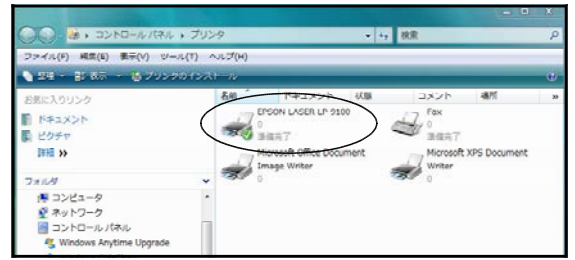 コントロール パネル ▸ プリンタ
検索
ファイル(F) 編集(E) 表示(V) ツール(T) ヘルプ(H)
整理 表示 プリンタのインストール
お気に入りリンク
ドキュメント
ピクチャ
詳細 »
フォルダ
コンピュータ
ネットワーク
コントロール パネル
Windows Anytime Upgrade
名前 ドキュメント 状態 コメント 場所 »
EPSON LASER LP-9100
0
準備完了
Fax
0
準備完了
Microsoft Office Document
Image Writer
0
Microsoft XPS Document
Writer
0